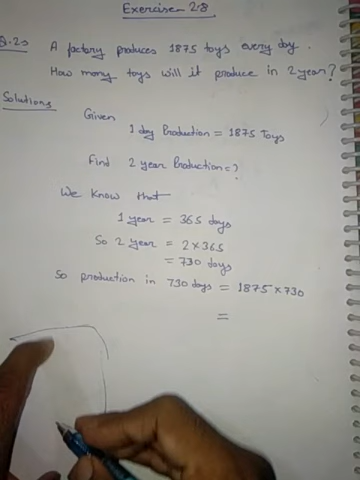 Exercise - 2.8
Q.2 A factory produces 1875 toys every day.
How many toys will it produce in 2 year?
Solutions
Given
1 day Production = 1875 Toys
Find 2 year Production = ?
We know that
1 year = 365 days
So 2 year = 2×365
= 730 days
So production in 730 days = 1875×730
=